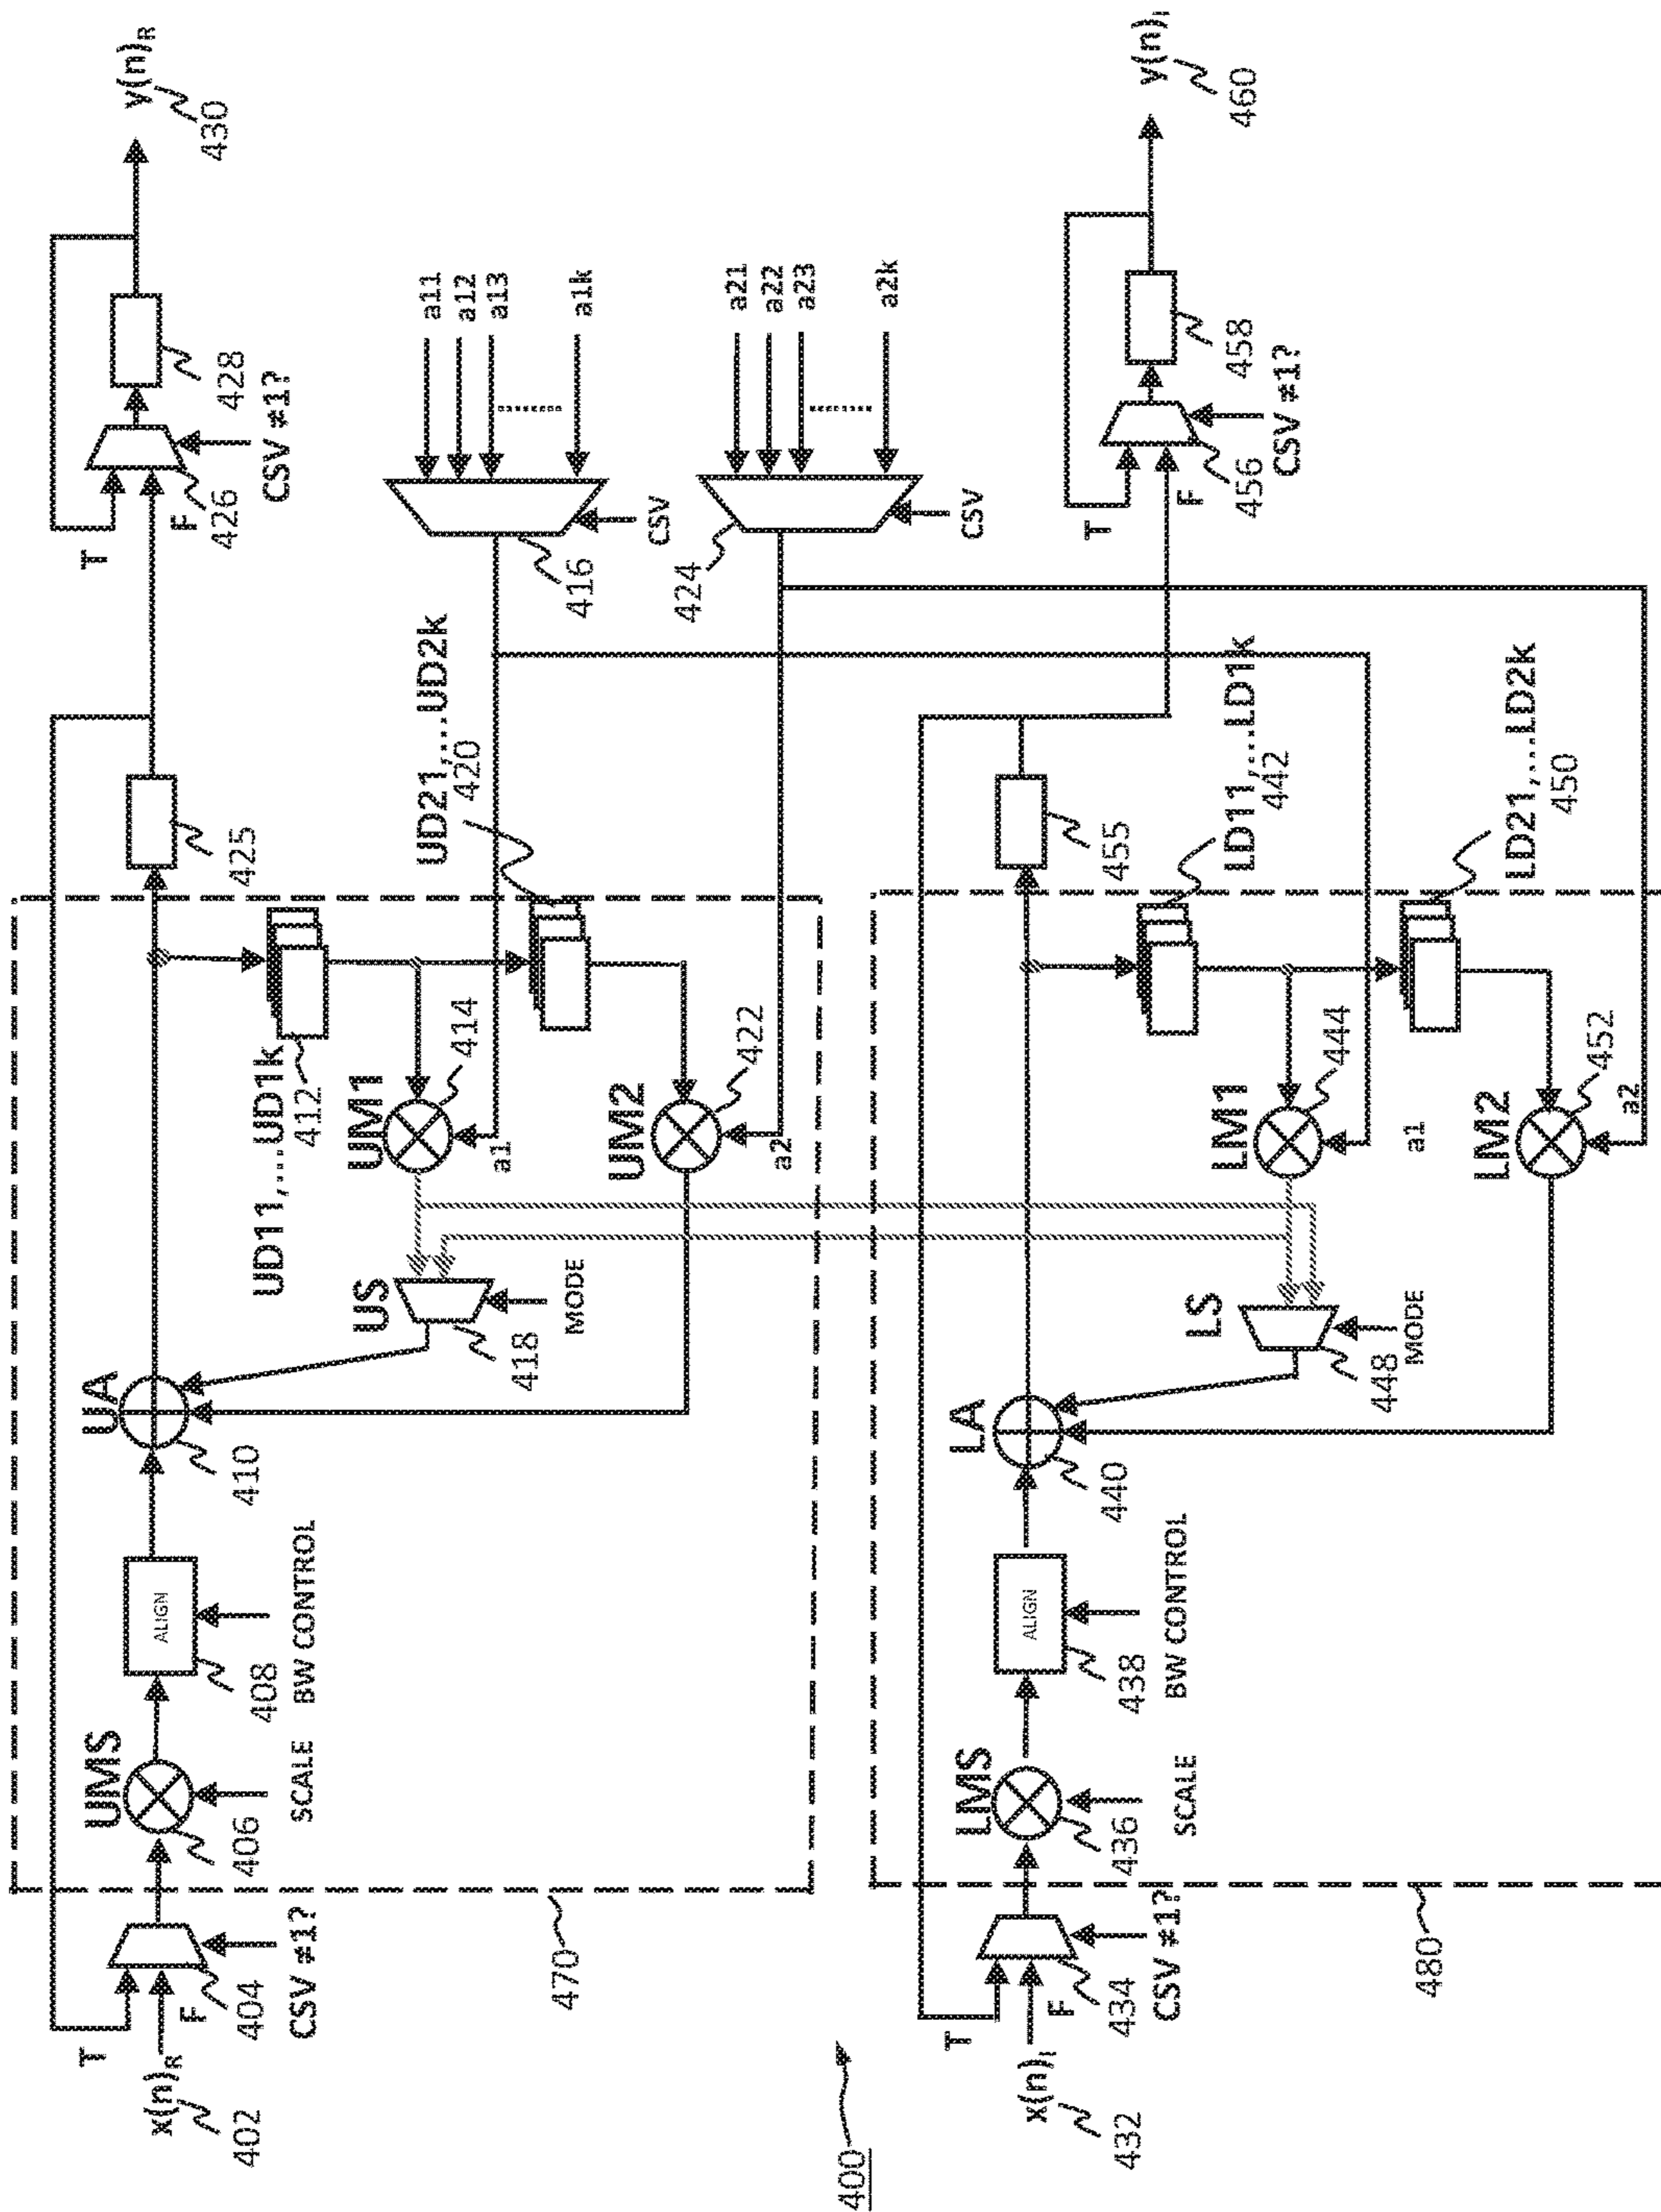 400
x(n)R
402
T
F
404
CSV ≠1?
UMS
406
SCALE
ALIGN
408
BW CONTROL
UA
410
US
418
MODE
UD11,...UD1k
412
UM1
414
a1
UM2
422
a2
UD21,...UD2k
420
425
470
T
F
426
CSV ≠1?
428
y(n)R
430
a11
a12
a13
a1k
416
CSV
a21
a22
a23
a2k
424
CSV
x(n)I
432
T
F
434
CSV ≠1?
LMS
436
SCALE
ALIGN
438
BW CONTROL
LA
440
LS
448
MODE
LM1
444
a1
LM2
452
a2
LD11,...LD1k
442
LD21,...LD2k
450
455
480
T
F
456
CSV ≠1?
458
y(n)I
460